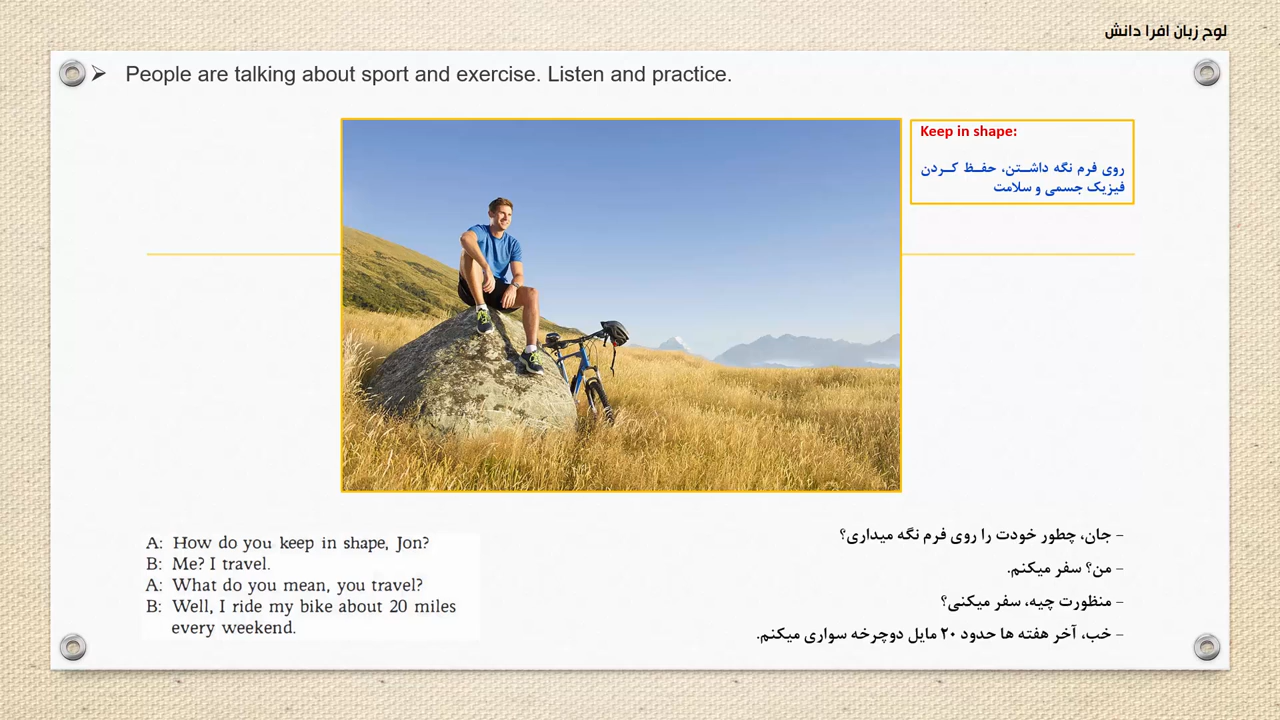 لوح زبان افرا دانش
People are talking about sport and exercise. Listen and practice.
Keep in shape:
روی فرم نگه داشـتن، حفـظ کـردن
فیزیک جسمی و سلامت
A: How do you keep in shape, Jon?
B: Me? I travel.
A: What do you mean, you travel?
B: Well, I ride my bike about 20 miles
every weekend.
- جان، چطور خودت را روی فرم نگه میداری؟
- من؟ سفر میکنم.
- منظورت چیه، سفر میکنی؟
- خب، آخر هفته ها حدود ۲۰ مایل دوچرخه سواری میکنم.